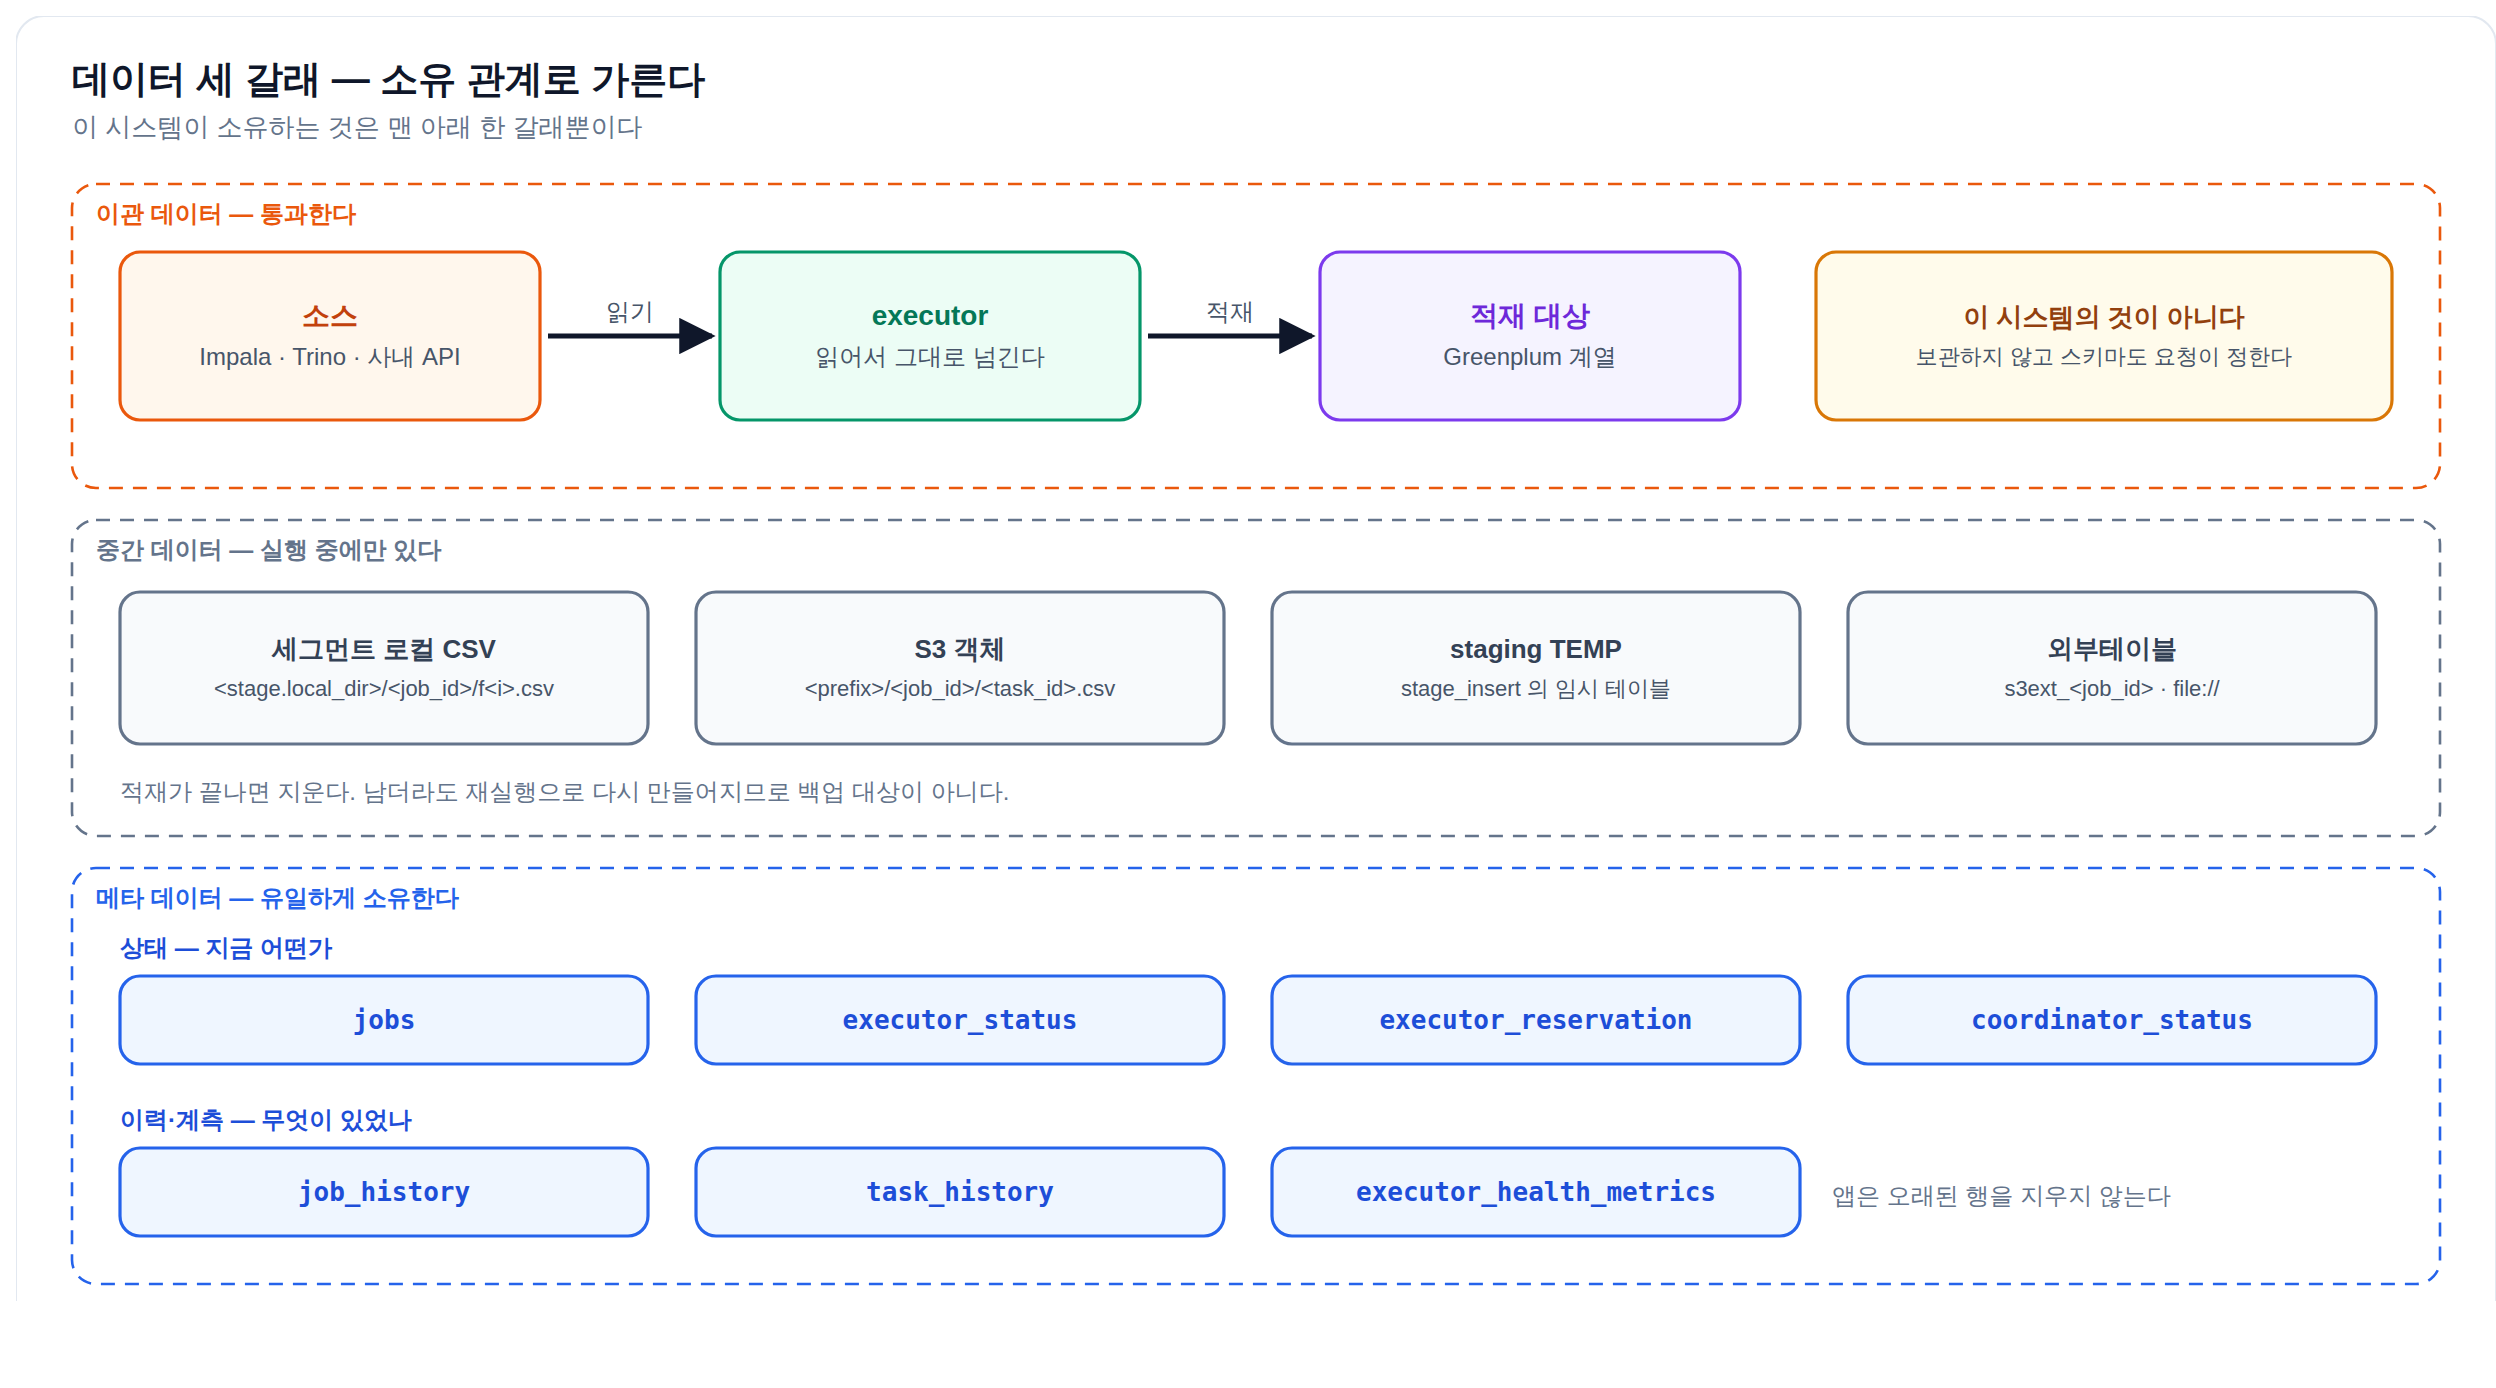 데이터 세 갈래 — 소유 관계로 가른다
이 시스템이 소유하는 것은 맨 아래 한 갈래뿐이다
이관 데이터 — 통과한다
소스
Impala · Trino · 사내 API
읽기
executor
읽어서 그대로 넘긴다
적재
적재 대상
Greenplum 계열
이 시스템의 것이 아니다
보관하지 않고 스키마도 요청이 정한다
중간 데이터 — 실행 중에만 있다
세그먼트 로컬 CSV
<stage.local_dir>/<job_id>/f<i>.csv
S3 객체
<prefix>/<job_id>/<task_id>.csv
staging TEMP
stage_insert 의 임시 테이블
외부테이블
s3ext_<job_id> · file://
적재가 끝나면 지운다. 남더라도 재실행으로 다시 만들어지므로 백업 대상이 아니다.
메타 데이터 — 유일하게 소유한다
상태 — 지금 어떤가
jobs
executor_status
executor_reservation
coordinator_status
이력·계측 — 무엇이 있었나
job_history
task_history
executor_health_metrics
앱은 오래된 행을 지우지 않는다